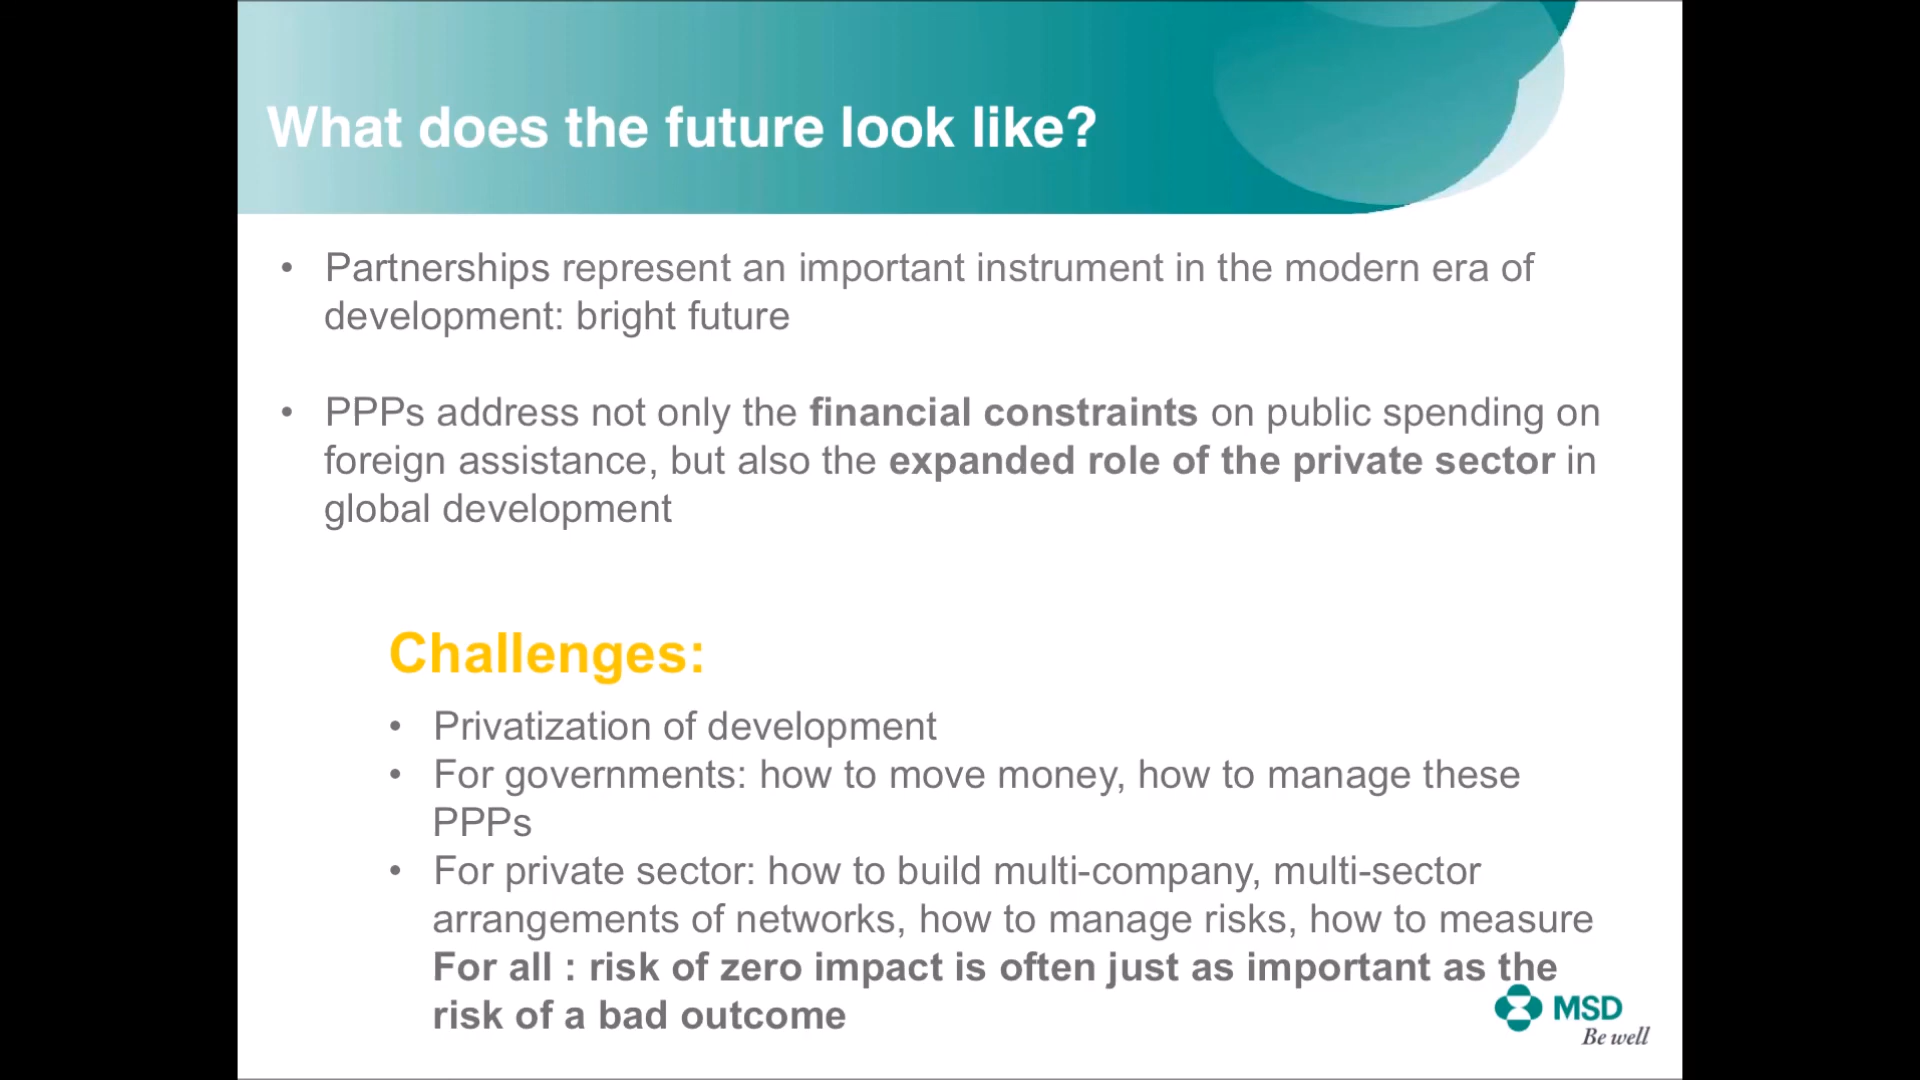 What does the future look like?
• Partnerships represent an important instrument in the modern era of
development: bright future
• PPPs address not only the financial constraints on public spending on
foreign assistance, but also the expanded role of the private sector in
global development
Challenges:
• Privatization of development
• For governments: how to move money, how to manage these
PPPs
• For private sector: how to build multi-company, multi-sector
arrangements of networks, how to manage risks, how to measure
For all : risk of zero impact is often just as important as the
risk of a bad outcome
MSD
Be well